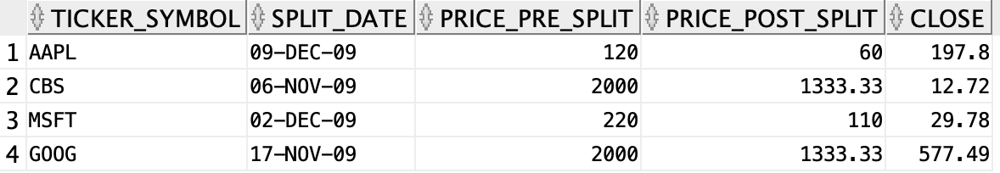 TICKER_SYMBOL SPLIT_DATE PRICE_PRE_SPLIT PRICE_POST_SPLIT CLOSE
1 AAPL 09-DEC-09 120 60 197.8
2 CBS 06-NOV-09 2000 1333.33 12.72
3 MSFT 02-DEC-09 220 110 29.78
4 GOOG 17-NOV-09 2000 1333.33 577.49